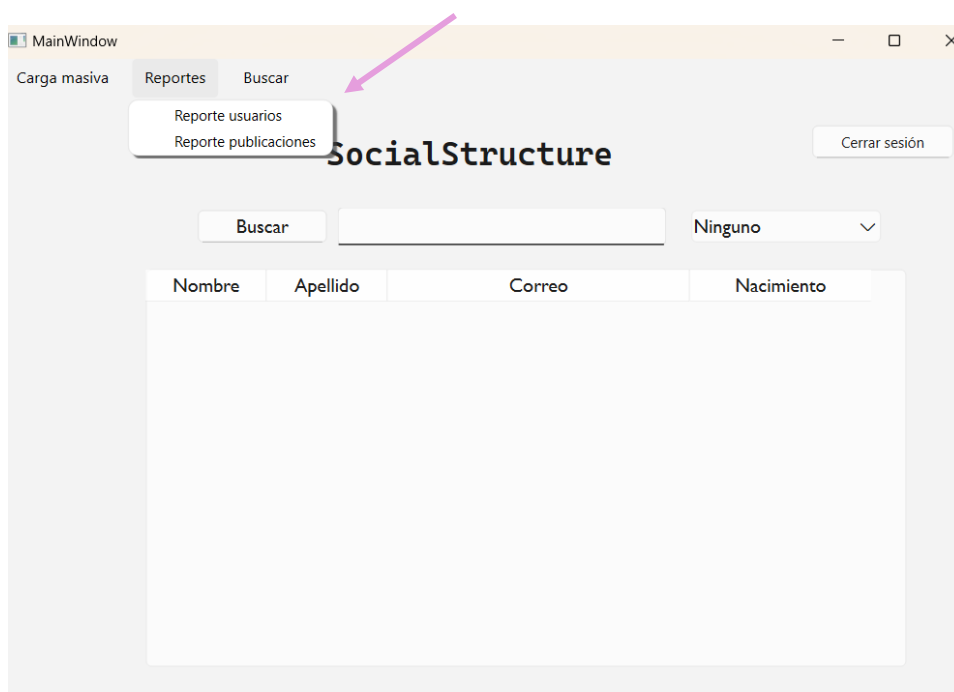 MainWindow
Carga masiva Reportes Buscar
Reporte usuarios
Reporte publicaciones
SocialStructure
Cerrar sesión
Buscar Ninguno
Nombre Apellido Correo Nacimiento